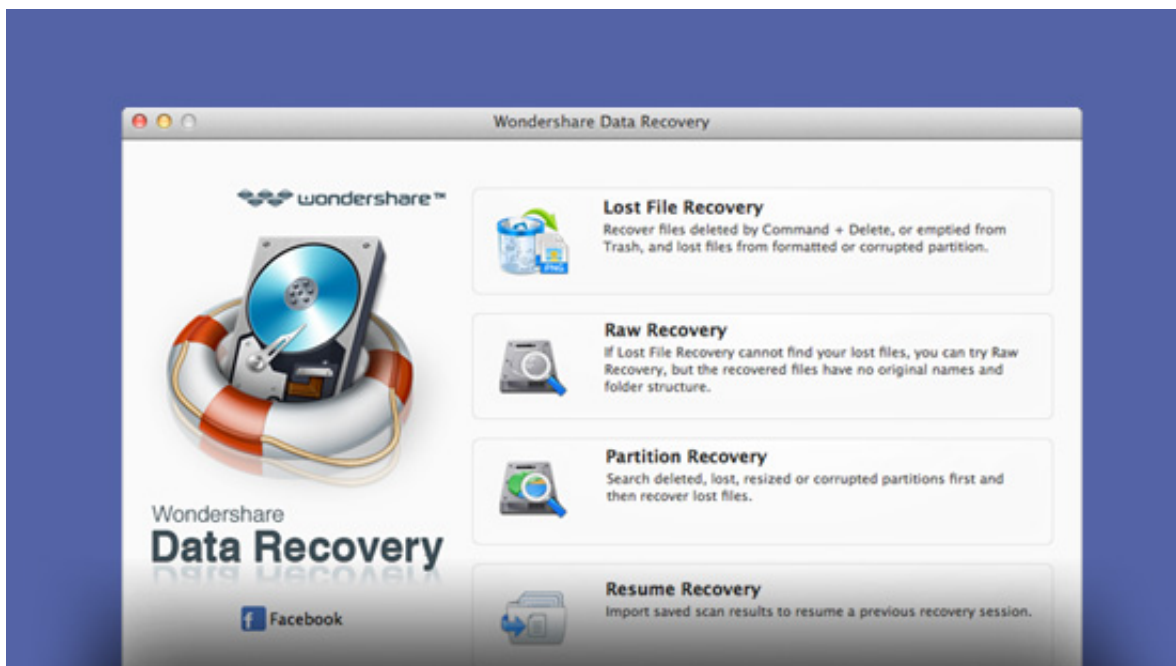 Wondershare Data Recovery
wondershare™
Lost File Recovery
Recover files deleted by Command + Delete, or emptied from
Trash, and lost files from formatted or corrupted partition.
PNG
Raw Recovery
If Lost File Recovery cannot find your lost files, you can try Raw
Recovery, but the recovered files have no original names and
folder structure.
Partition Recovery
Search deleted, lost, resized or corrupted partitions first and
then recover lost files.
Wondershare
Data Recovery
Resume Recovery
Import saved scan results to resume a previous recovery session.
f Facebook